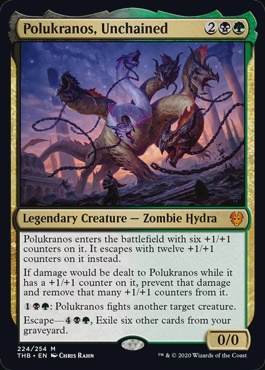 Polukranos, Unchained 2BG
Legendary Creature — Zombie Hydra
Polukranos enters the battlefield with six +1/+1
counters on it. It escapes with twelve +1/+1
counters on it instead.
If damage would be dealt to Polukranos while it
has a +1/+1 counter on it, prevent that damage
and remove that many +1/+1 counters from it.
1BG: Polukranos fights another target creature.
Escape—4BG, Exile six other cards from your
graveyard.
0/0
224/254 M
THB • EN Chris Rahn
™ & © 2020 Wizards of the Coast